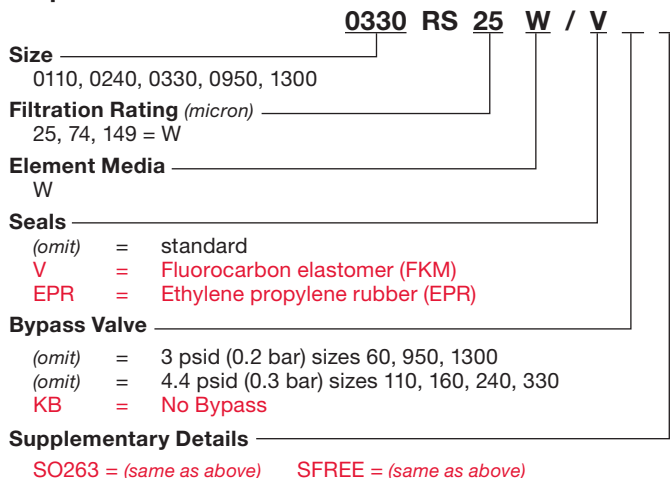 0330 RS 25 W / V
Size
0110, 0240, 0330, 0950, 1300
Filtration Rating (micron)
25, 74, 149 = W
Element Media
W
Seals
(omit) = standard
V = Fluorocarbon elastomer (FKM)
EPR = Ethylene propylene rubber (EPR)
Bypass Valve
(omit) = 3 psid (0.2 bar) sizes 60, 950, 1300
(omit) = 4.4 psid (0.3 bar) sizes 110, 160, 240, 330
KB = No Bypass
Supplementary Details
SO263 = (same as above) SFREE = (same as above)